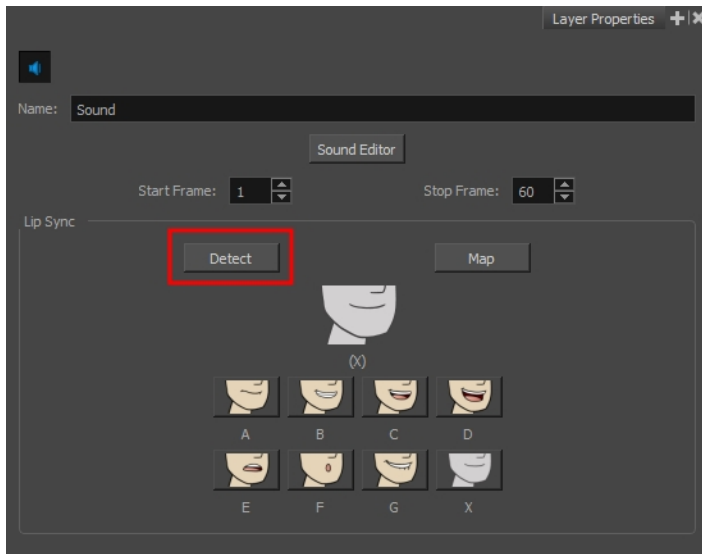 Layer Properties
Name: Sound
Sound Editor
Start Frame: 1 Stop Frame: 60
Lip Sync
Detect Map
(X)
A B C D
E F G X